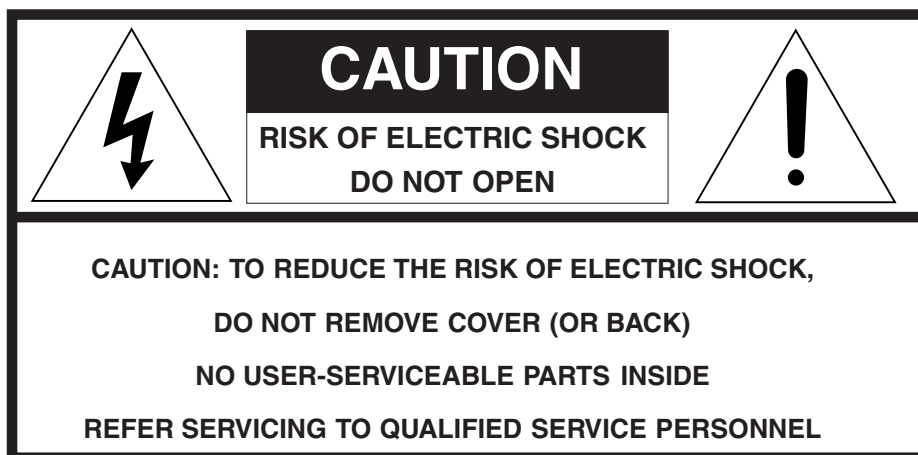 CAUTION
RISK OF ELECTRIC SHOCK
DO NOT OPEN
CAUTION: TO REDUCE THE RISK OF ELECTRIC SHOCK,
DO NOT REMOVE COVER (OR BACK)
NO USER-SERVICEABLE PARTS INSIDE
REFER SERVICING TO QUALIFIED SERVICE PERSONNEL